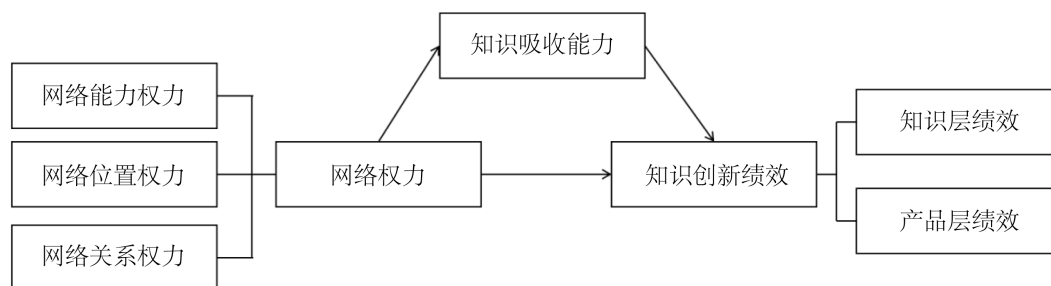 知识吸收能力
网络能力权力
网络位置权力
网络关系权力
网络权力
知识创新绩效
知识层绩效
产品层绩效